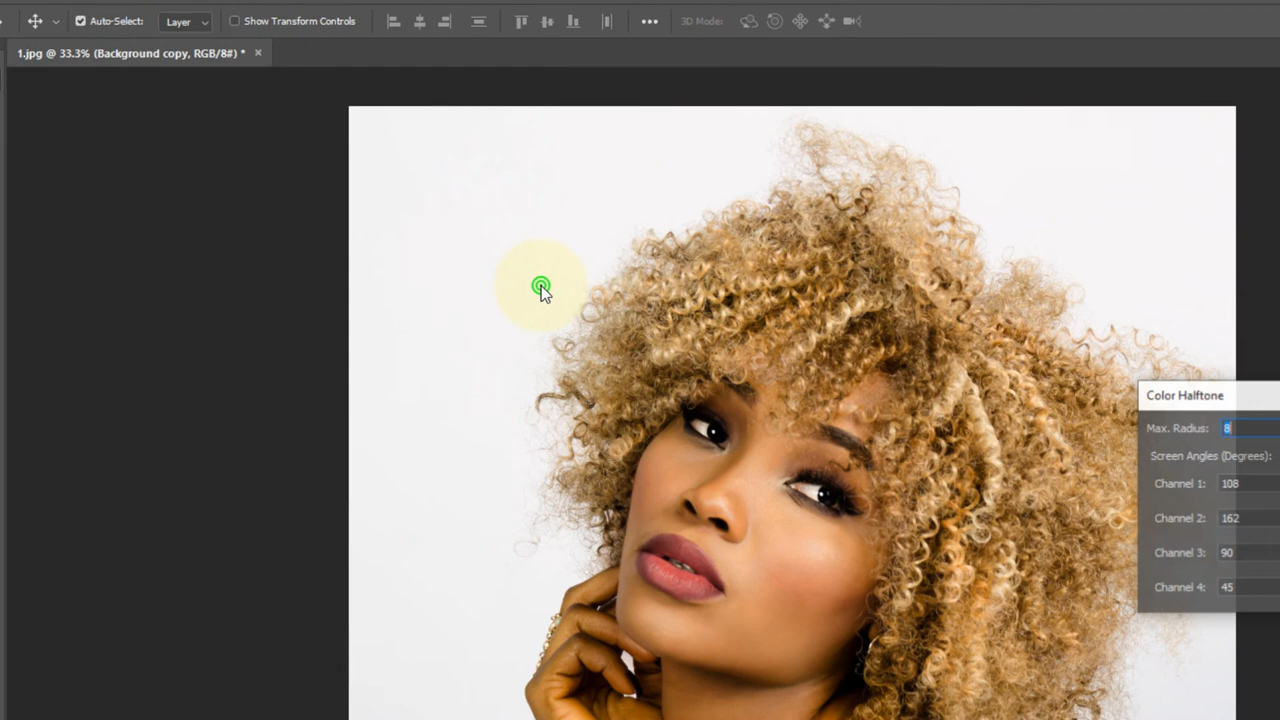 Auto-Select: Layer Show Transform Controls 3D Mode:
1.jpg @ 33.3% (Background copy, RGB/8#) *
Color Halftone
Max. Radius: 8
Screen Angles (Degrees):
Channel 1: 108
Channel 2: 162
Channel 3: 90
Channel 4: 45